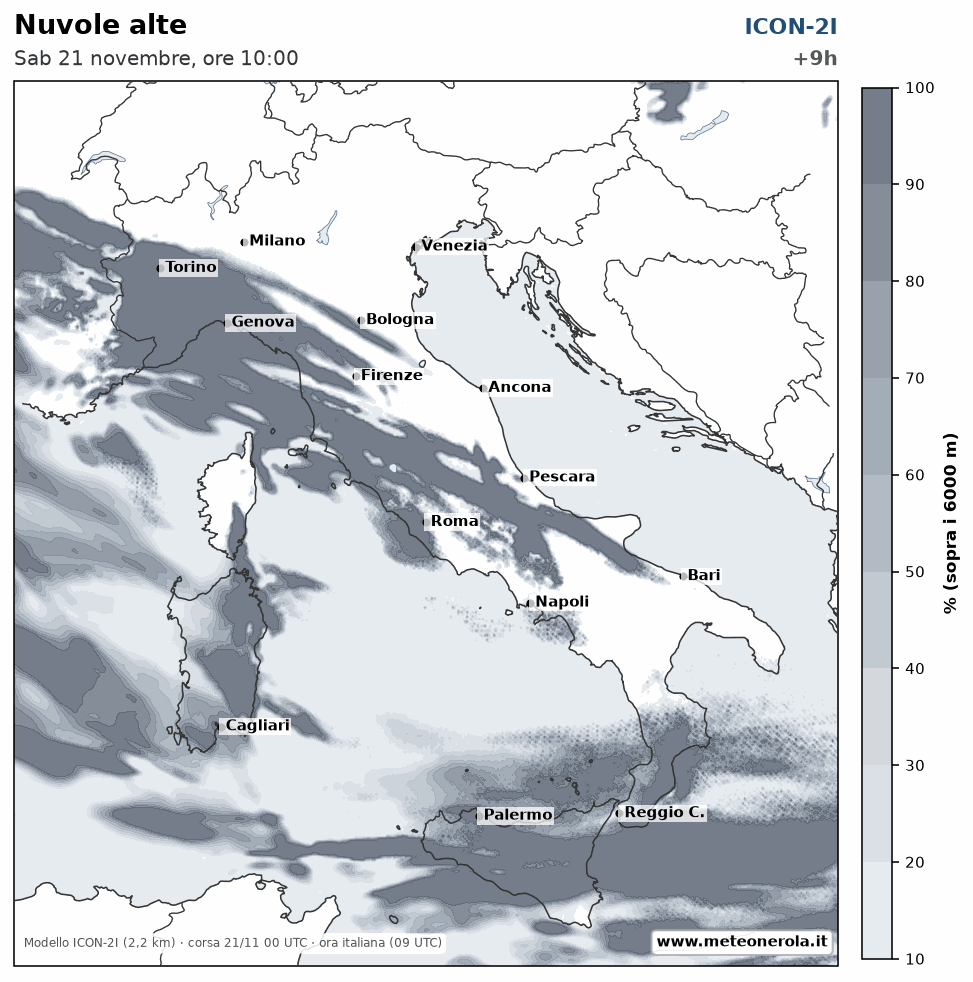 Nuvole alte
ICON-2I
Sab 21 novembre, ore 10:00
+9h
Milano
Venezia
Torino
Genova
Bologna
Firenze
Ancona
Pescara
Roma
Bari
Napoli
Cagliari
Palermo
Reggio C.
Modello ICON-2I (2,2 km) · corsa 21/11 00 UTC · ora italiana (09 UTC)
www.meteonerola.it
100
90
80
70
60
50
40
30
20
10
% (sopra i 6000 m)